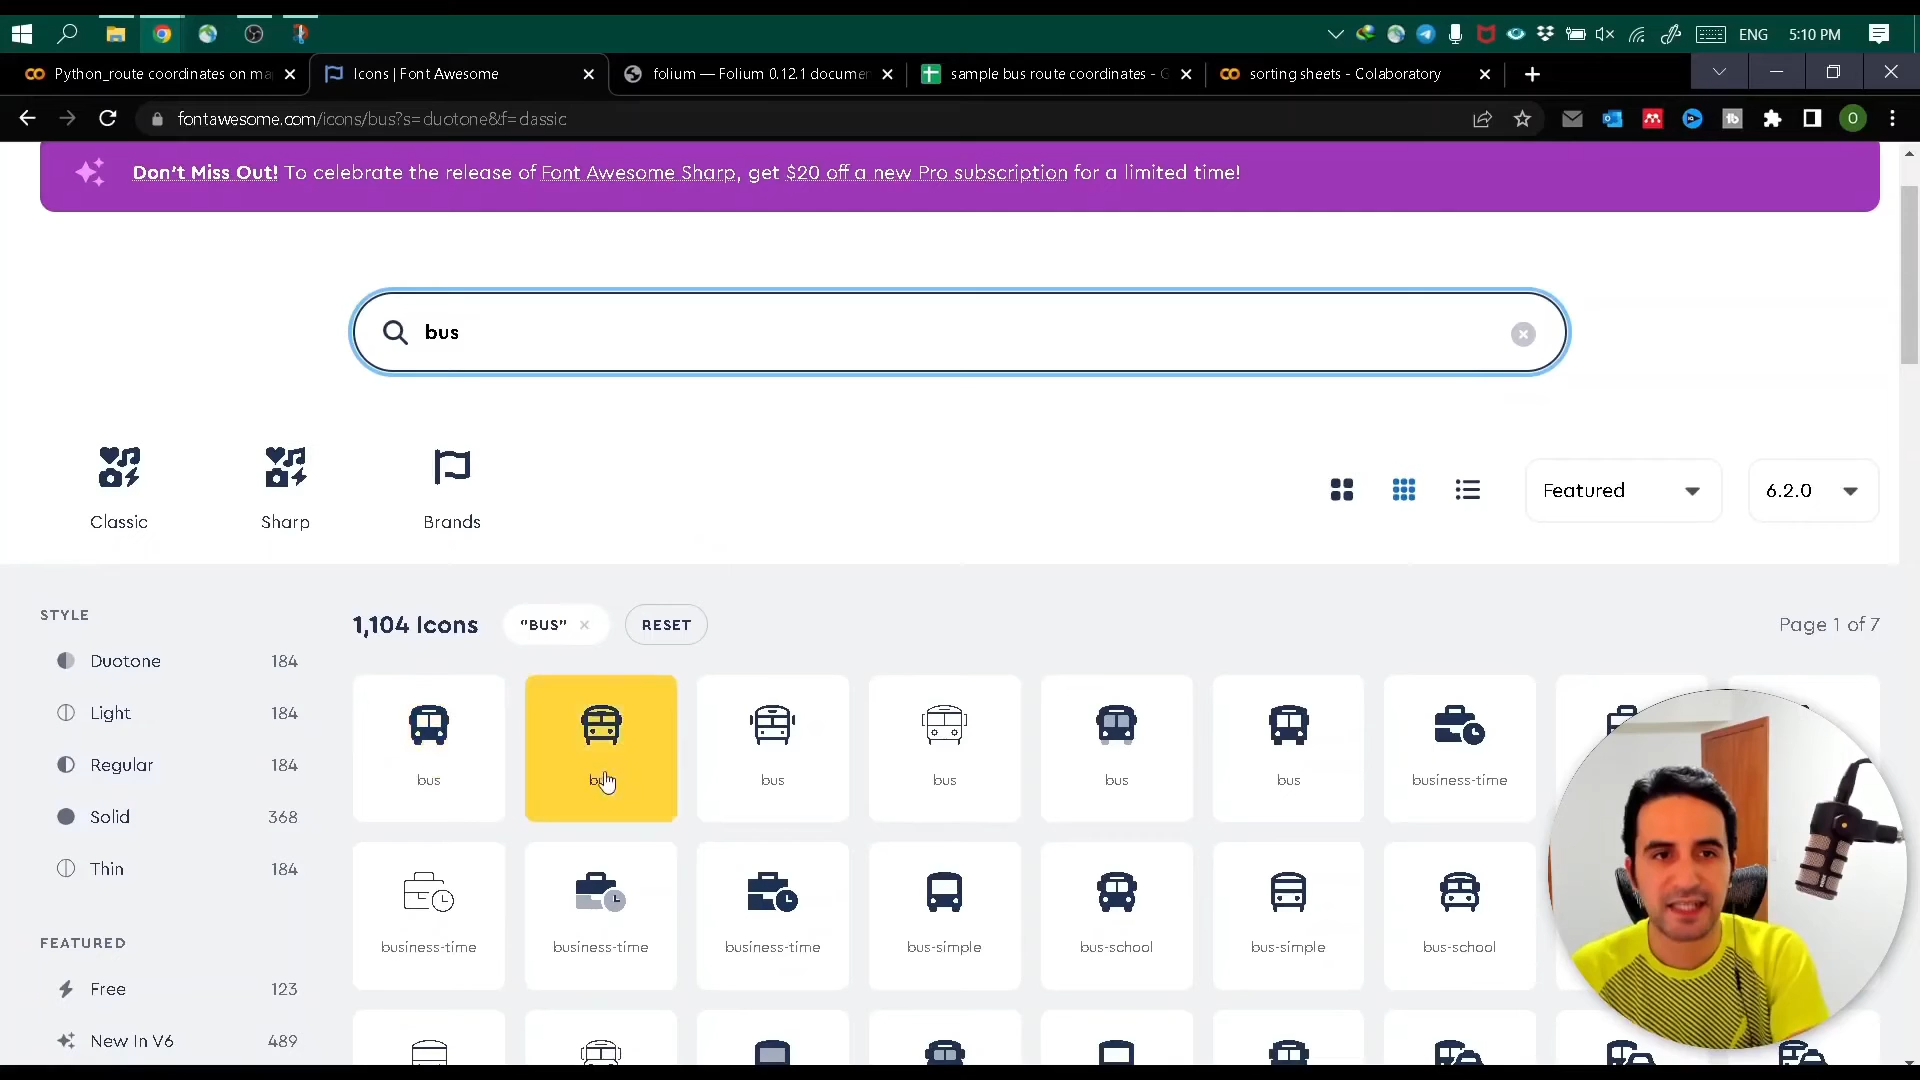 ENG 5:10 PM
Python_route coordinates on ma
Icons | Font Awesome
folium — Folium 0.12.1 documen
sample bus route coordinates - G
sorting sheets - Colaboratory
fontawesome.com/icons/bus?s=duotone&f=classic
O
Don't Miss Out! To celebrate the release of Font Awesome Sharp, get $20 off a new Pro subscription for a limited time!
bus
Classic Sharp Brands
Featured
6.2.0
STYLE
Duotone 184
Light 184
Regular 184
Solid 368
Thin 184
FEATURED
Free 123
New In V6 489
1,104 Icons "BUS" RESET Page 1 of 7
bus bus bus bus bus business-time
business-time business-time business-time bus-simple bus-school bus-simple bus-school